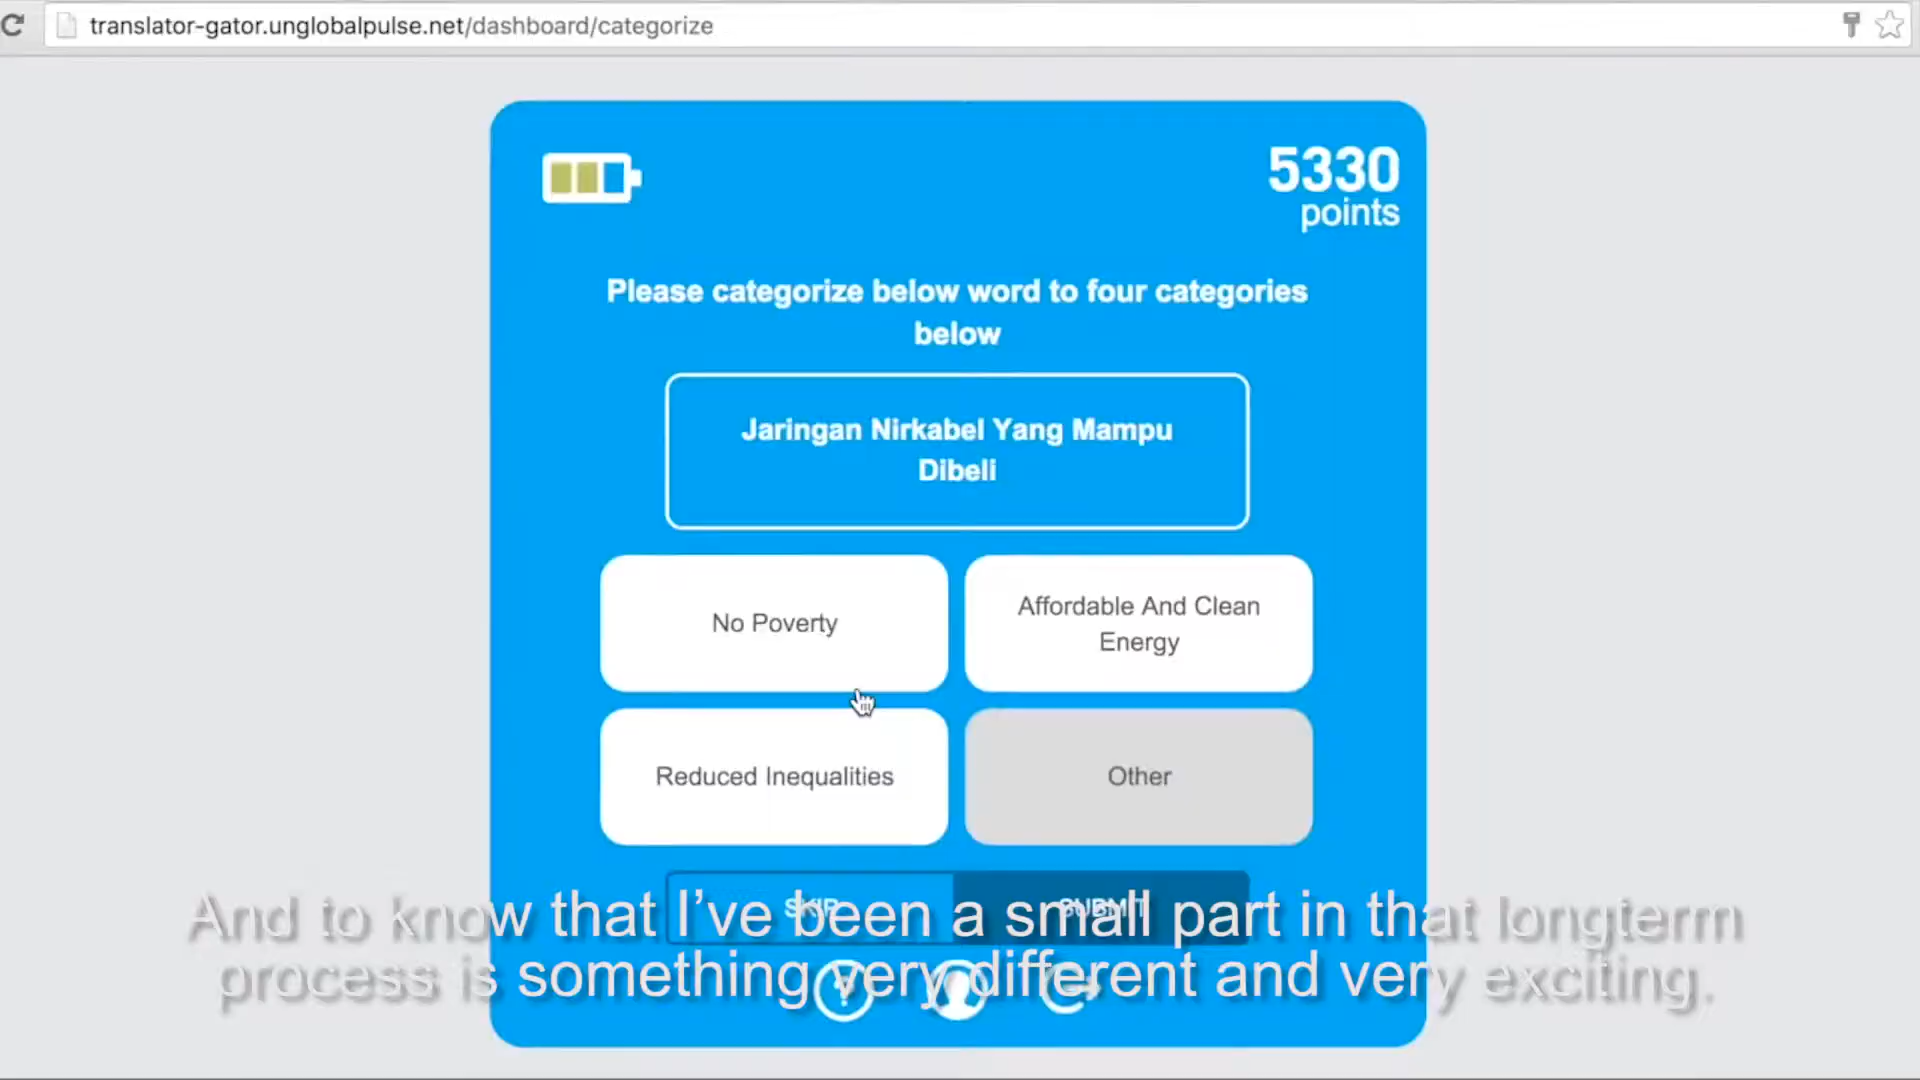 translator-gator.unglobalpulse.net/dashboard/categorize
5330
points
Please categorize below word to four categories
below
Jaringan Nirkabel Yang Mampu
Dibeli
No Poverty
Affordable And Clean
Energy
Reduced Inequalities
Other
SKIP
SUBMIT
And to know that I’ve been a small part in that longterm
process is something very different and very exciting.